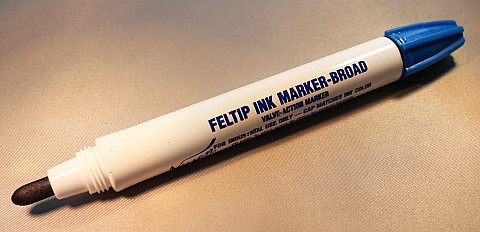 FELTIP INK MARKER-BROAD
VALVE-ACTION MARKER
FOR INDUSTRIAL USE ONLY — CAP MATCHES INK COLOR